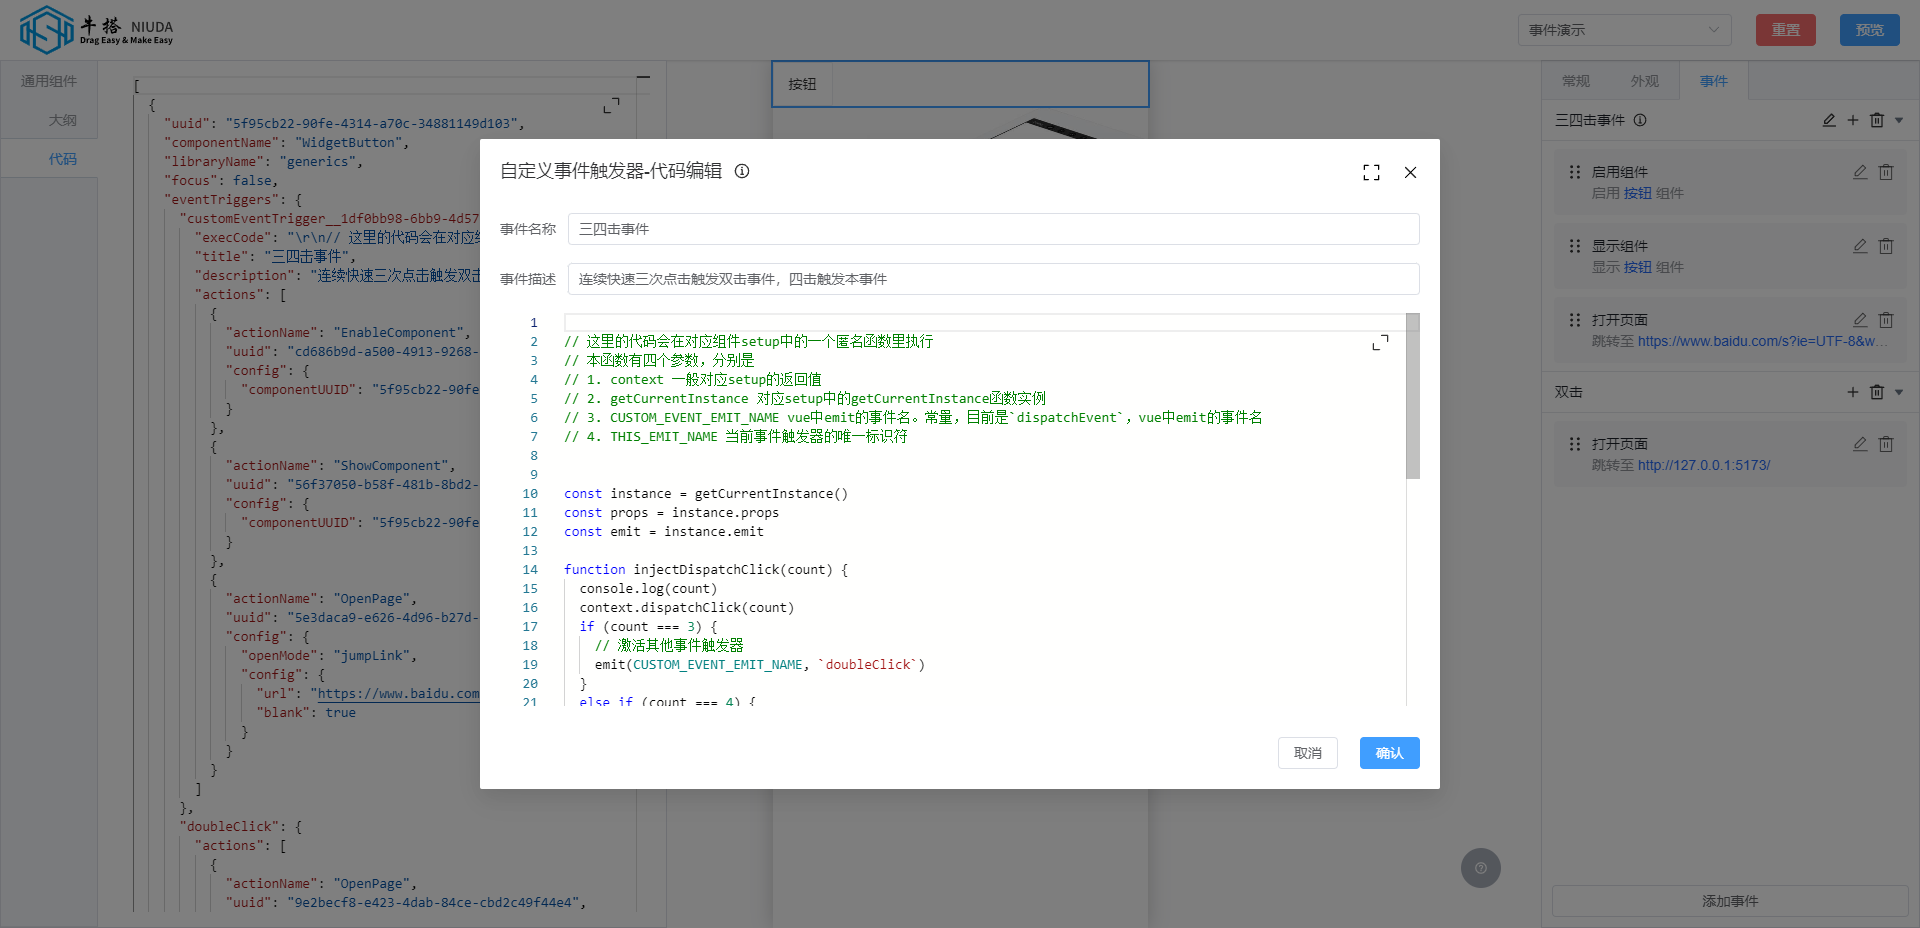 牛搭 NIUDA
Drag Easy & Make Easy
事件演示
重置
预览
通用组件
大纲
代码
[
{
"uuid": "5f95cb22-90fe-4314-a70c-34881149d103",
"componentName": "WidgetButton",
"libraryName": "generics",
"focus": false,
"eventTriggers": {
"customEventTrigger__1df0bb98-6bb9-4d57
"execCode": "\r\n// 这里的代码会在对应
"title": "三四击事件",
"description": "连续快速三次点击触发双击
"actions": [
{
"actionName": "EnableComponent",
"uuid": "cd686b9d-a500-4913-9268-
"config": {
"componentUUID": "5f95cb22-90fe
}
},
{
"actionName": "ShowComponent",
"uuid": "56f37050-b58f-481b-8bd2-
"config": {
"componentUUID": "5f95cb22-90fe
}
},
{
"actionName": "OpenPage",
"uuid": "5e3daca9-e626-4d96-b27d-
"config": {
"openMode": "jumpLink",
"config": {
"url": "https://www.baidu.com
"blank": true
}
}
}
]
},
"doubleClick": {
"actions": [
{
"actionName": "OpenPage",
"uuid": "9e2becf8-e423-4dab-84ce-cbd2c49f44e4",
按钮
自定义事件触发器-代码编辑
事件名称 三四击事件
事件描述 连续快速三次点击触发双击事件，四击触发本事件
1
2 // 这里的代码会在对应组件setup中的一个匿名函数里执行
3 // 本函数有四个参数，分别是
4 // 1. context 一般对应setup的返回值
5 // 2. getCurrentInstance 对应setup中的getCurrentInstance函数实例
6 // 3. CUSTOM_EVENT_EMIT_NAME vue中emit的事件名。常量，目前是`dispatchEvent`，vue中emit的事件名
7 // 4. THIS_EMIT_NAME 当前事件触发器的唯一标识符
8
9
10 const instance = getCurrentInstance()
11 const props = instance.props
12 const emit = instance.emit
13
14 function injectDispatchClick(count) {
15 console.log(count)
16 context.dispatchClick(count)
17 if (count === 3) {
18 // 激活其他事件触发器
19 emit(CUSTOM_EVENT_EMIT_NAME, `doubleClick`)
20 }
21 else if (count === 4) {
取消
确认
常规
外观
事件
三四击事件
启用组件
启用 按钮 组件
显示组件
显示 按钮 组件
打开页面
跳转至 https://www.baidu.com/s?ie=UTF-8&w...
双击
打开页面
跳转至 http://127.0.0.1:5173/
添加事件